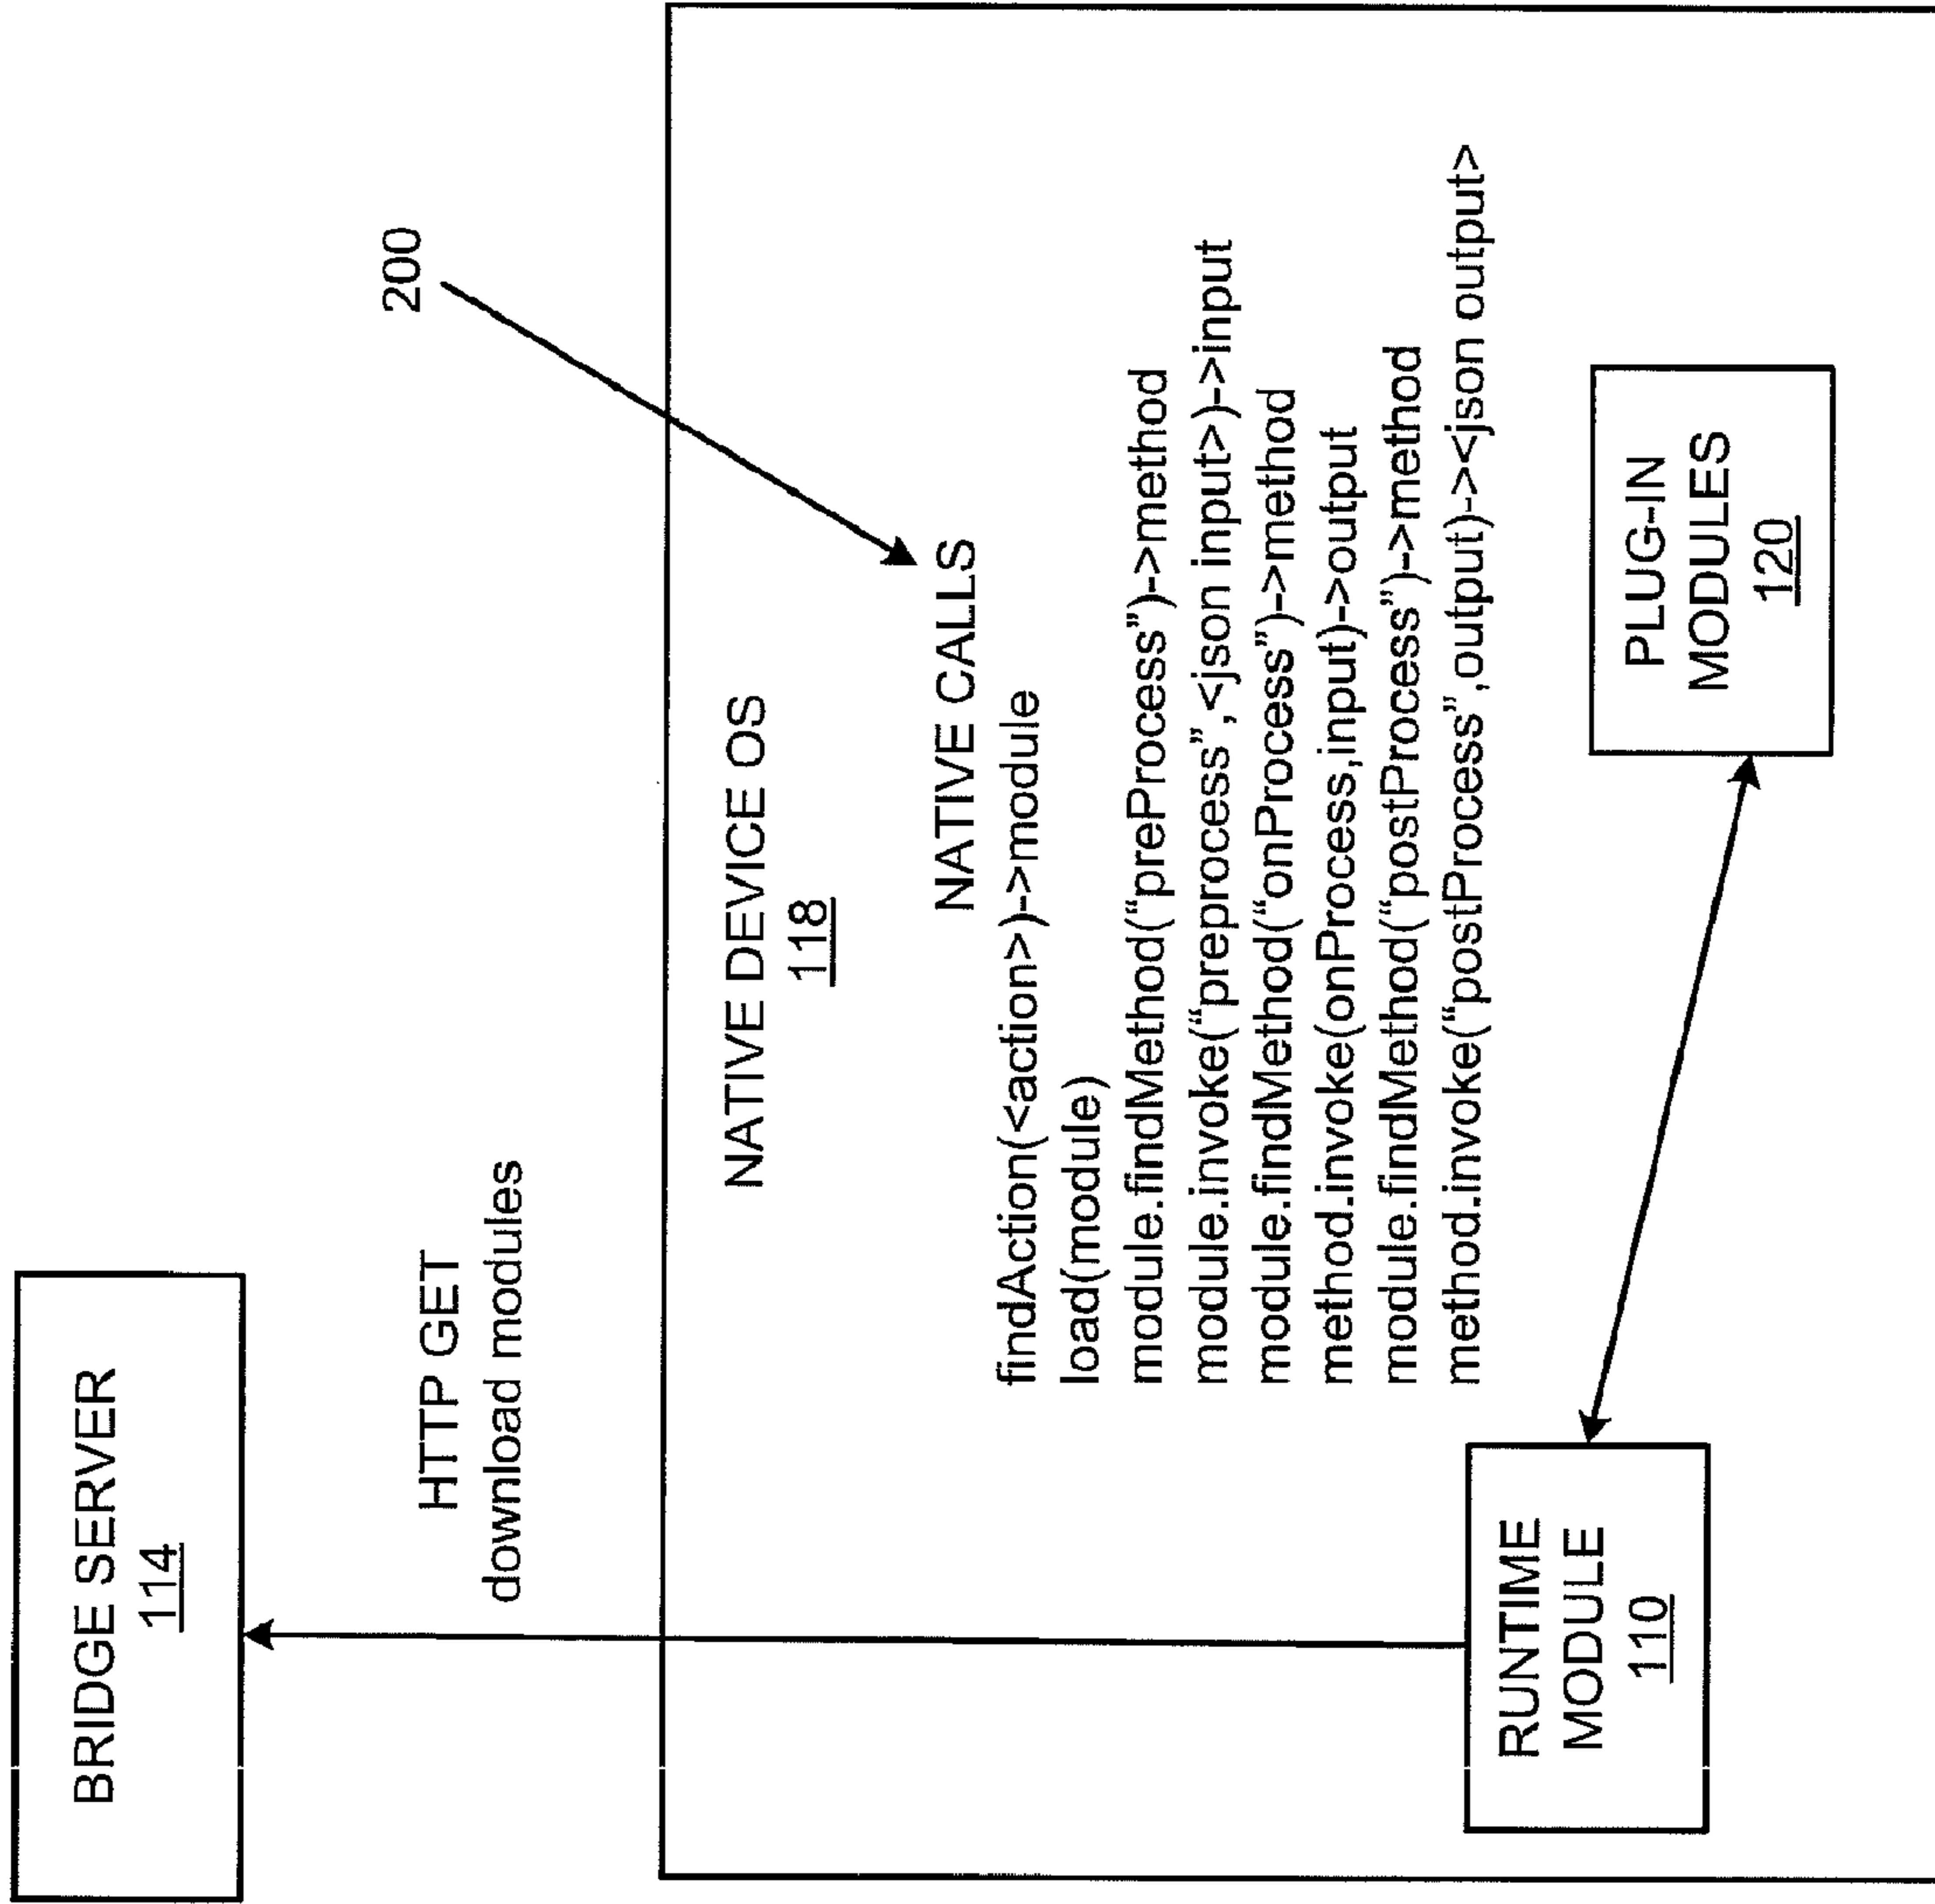 BRIDGE SERVER
114
HTTP GET
download modules
200
NATIVE DEVICE OS
118
NATIVE CALLS
findAction(<action>)->module
load(module)
module.findMethod(“preProcess”)->method
module.invoke(“preprocess”,<json input>)->input
module.findMethod(“onProcess”)->method
method.invoke(onProcess,input)->output
module.findMethod(“postProcess”)->method
method.invoke(“postProcess”,output)-><json output>
RUNTIME
MODULE
110
PLUG-IN
MODULES
120